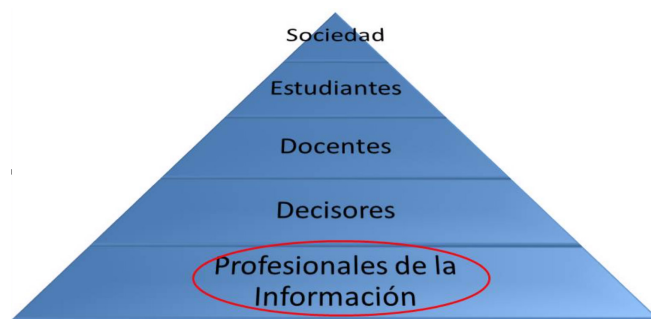 Sociedad
Estudiantes
Docentes
Decisores
Profesionales de la
Información